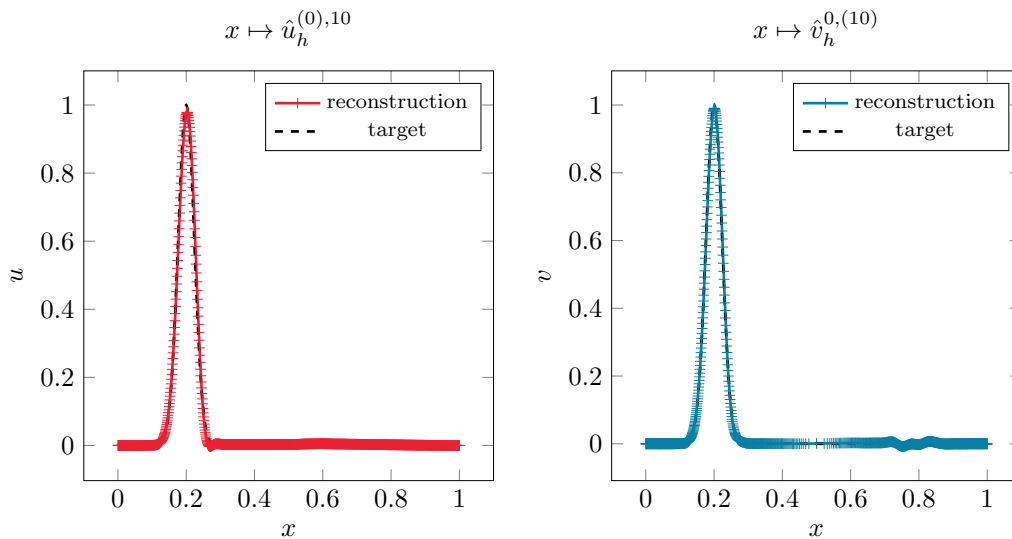 x ↦ û_h^{(0),10}
reconstruction
target
1
0.8
0.6
0.4
0.2
0
u
0 0.2 0.4 0.6 0.8 1
x
x ↦ v̂_h^{0,(10)}
reconstruction
target
1
0.8
0.6
0.4
0.2
0
v
0 0.2 0.4 0.6 0.8 1
x